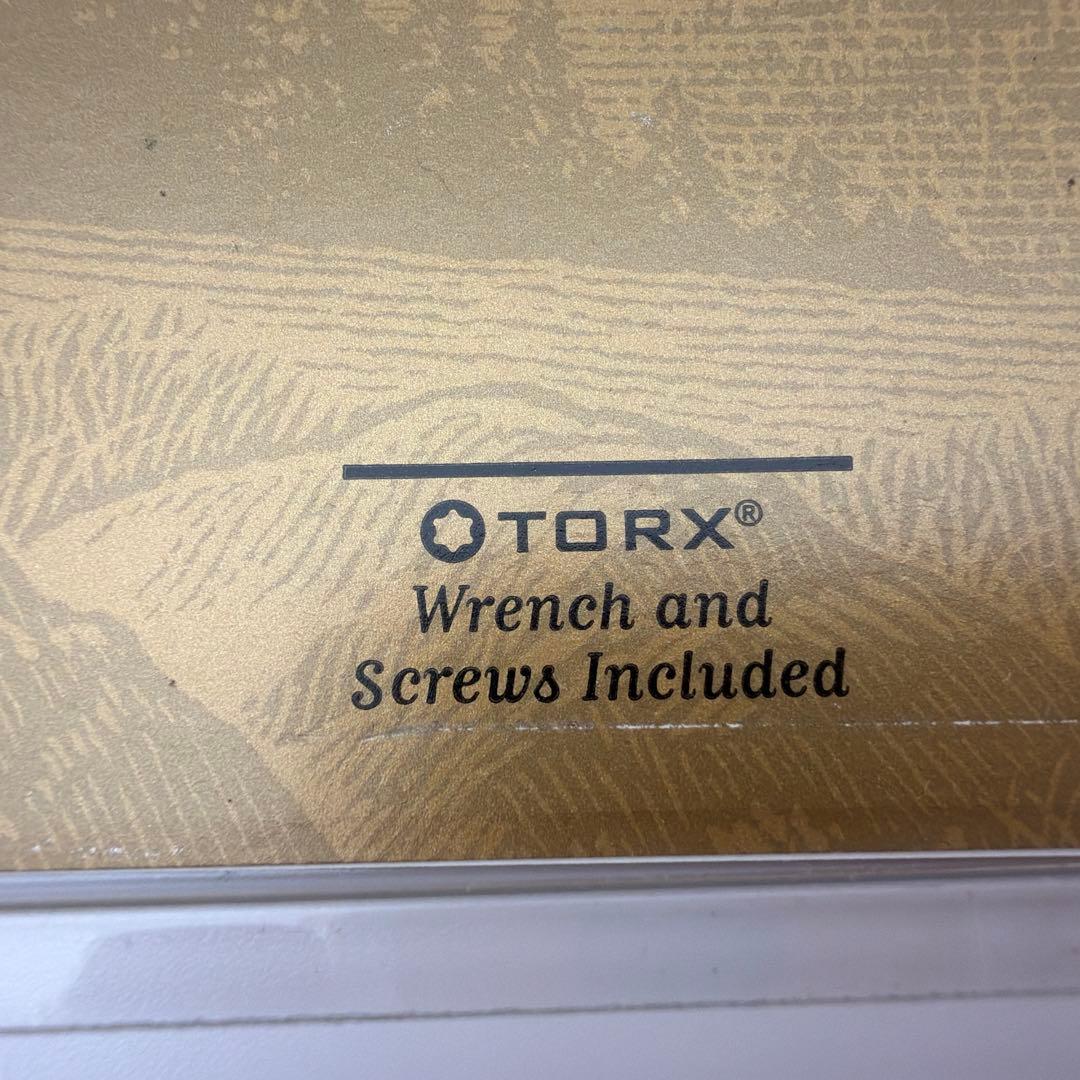 TORX®
Wrench and
Screws Included